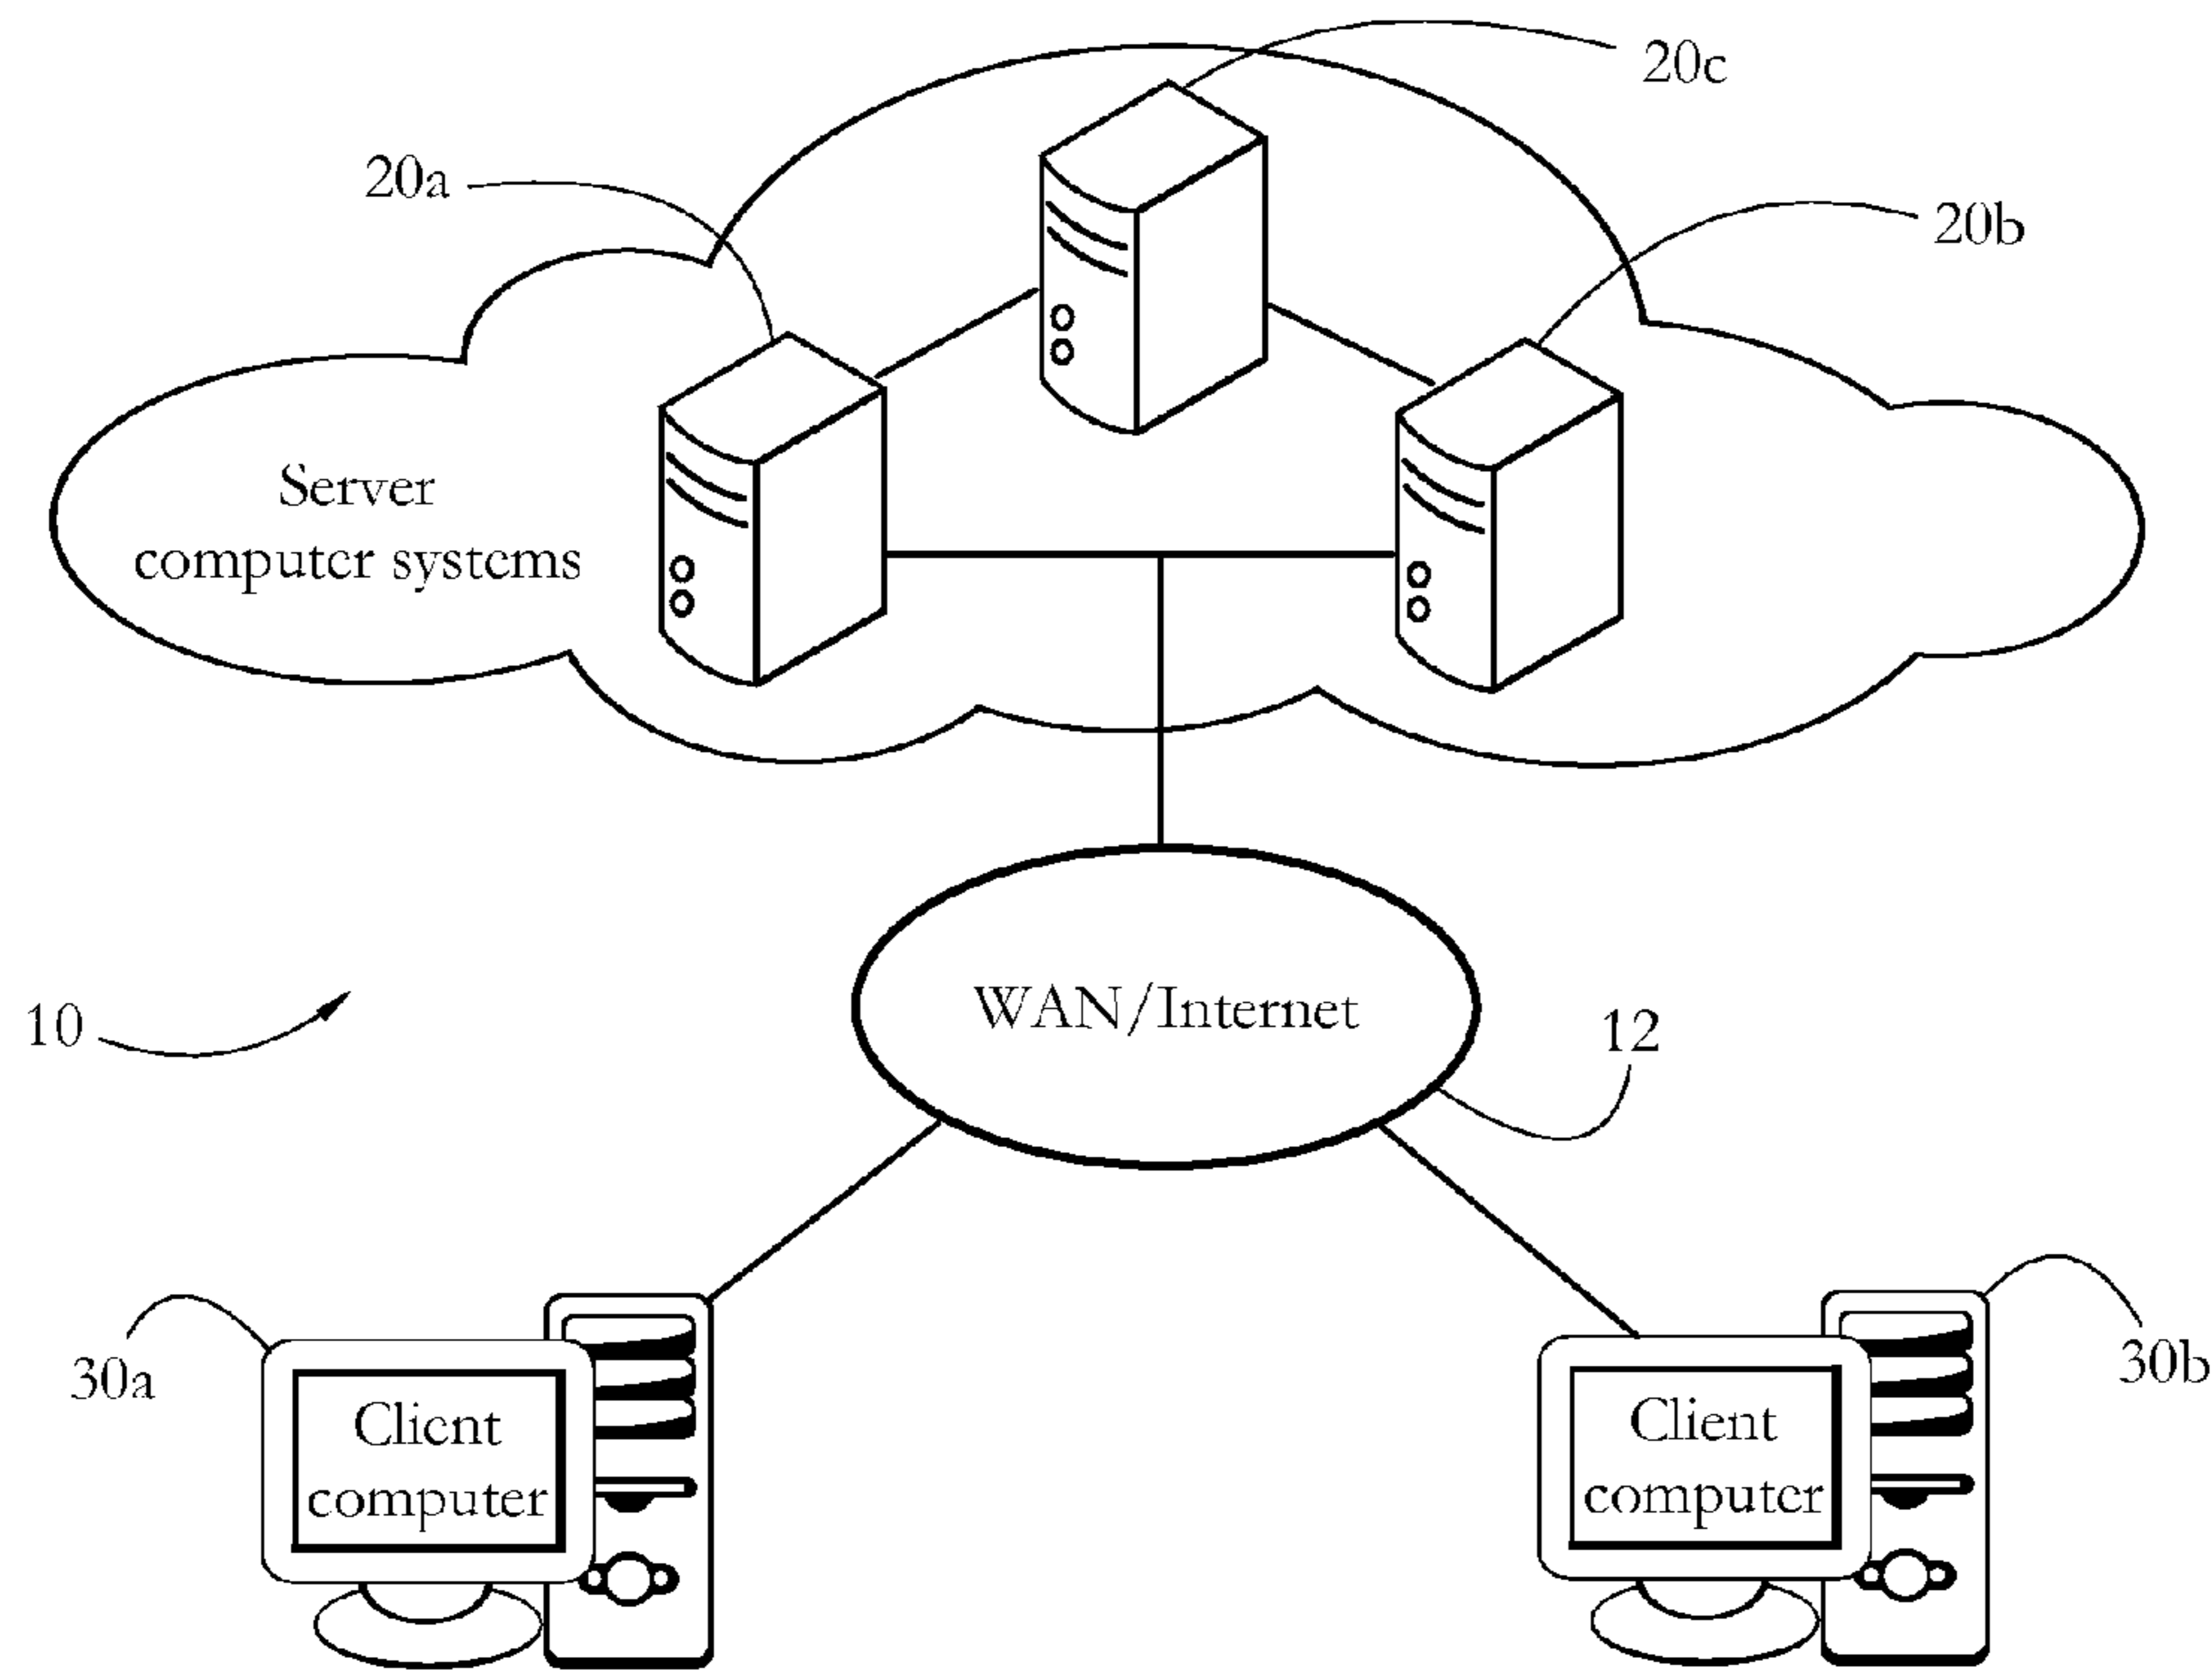 20c
20a
20b
Server
computer systems
WAN/Internet
10
12
30a
30b
Client
computer
Client
computer